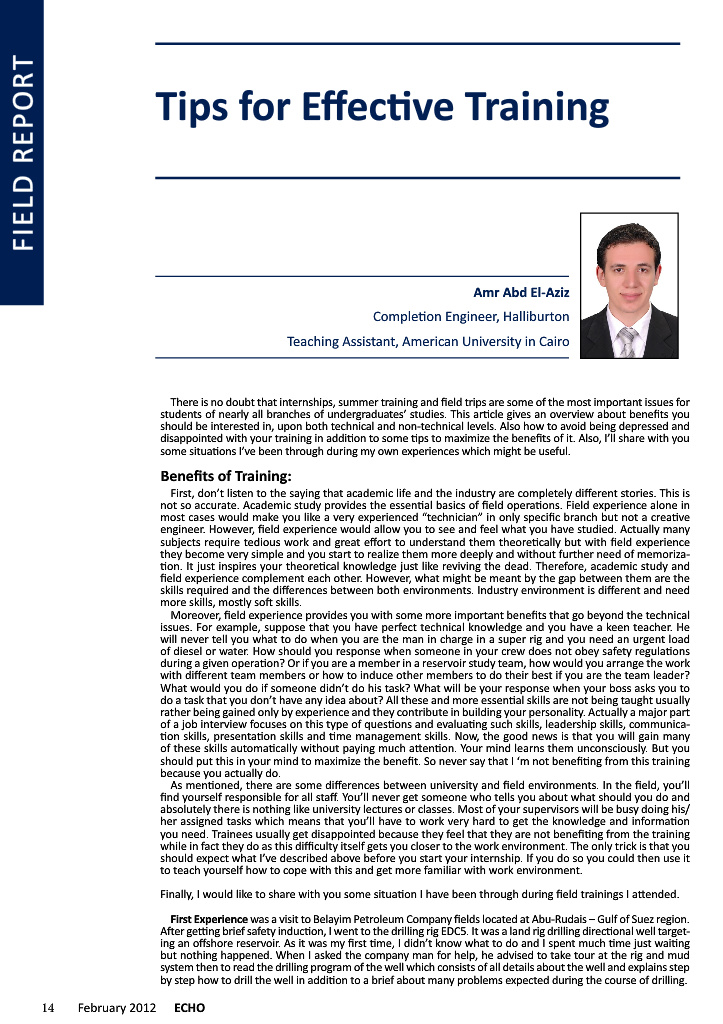 FIELD REPORT
Tips for Effective Training
Amr Abd El-Aziz
Completion Engineer, Halliburton
Teaching Assistant, American University in Cairo
There is no doubt that internships, summer training and field trips are some of the most important issues for
students of nearly all branches of undergraduates' studies. This article gives an overview about benefits you
should be interested in, upon both technical and non-technical levels. Also how to avoid being depressed and
disappointed with your training in addition to some tips to maximize the benefits of it. Also, I'll share with you
some situations I've been through during my own experiences which might be useful.
Benefits of Training:
First, don't listen to the saying that academic life and the industry are completely different stories. This is
not so accurate. Academic study provides the essential basics of field operations. Field experience alone in
most cases would make you like a very experienced "technician" in only specific branch but not a creative
engineer. However, field experience would allow you to see and feel what you have studied. Actually many
subjects require tedious work and great effort to understand them theoretically but with field experience
they become very simple and you start to realize them more deeply and without further need of memoriza-
tion. It just inspires your theoretical knowledge just like reviving the dead. Therefore, academic study and
field experience complement each other. However, what might be meant by the gap between them are the
skills required and the differences between both environments. Industry environment is different and need
more skills, mostly soft skills.
Moreover, field experience provides you with some more important benefits that go beyond the technical
issues. For example, suppose that you have perfect technical knowledge and you have a keen teacher. He
will never tell you what to do when you are the man in charge in a super rig and you need an urgent load
of diesel or water. How should you response when someone in your crew does not obey safety regulations
during a given operation? Or if you are a member in a reservoir study team, how would you arrange the work
with different team members or how to induce other members to do their best if you are the team leader?
What would you do if someone didn't do his task? What will be your response when your boss asks you to
do a task that you don't have any idea about? All these and more essential skills are not being taught usually
rather being gained only by experience and they contribute in building your personality. Actually a major part
of a job interview focuses on this type of questions and evaluating such skills, leadership skills, communica-
tion skills, presentation skills and time management skills. Now, the good news is that you will gain many
of these skills automatically without paying much attention. Your mind learns them unconsciously. But you
should put this in your mind to maximize the benefit. So never say that I 'm not benefiting from this training
because you actually do.
As mentioned, there are some differences between university and field environments. In the field, you'll
find yourself responsible for all staff. You'll never get someone who tells you about what should you do and
absolutely there is nothing like university lectures or classes. Most of your supervisors will be busy doing his/
her assigned tasks which means that you'll have to work very hard to get the knowledge and information
you need. Trainees usually get disappointed because they feel that they are not benefiting from the training
while in fact they do as this difficulty itself gets you closer to the work environment. The only trick is that you
should expect what I've described above before you start your internship. If you do so you could then use it
to teach yourself how to cope with this and get more familiar with work environment.
Finally, I would like to share with you some situation I have been through during field trainings I attended.
First Experience was a visit to Belayim Petroleum Company fields located at Abu-Rudais – Gulf of Suez region.
After getting brief safety induction, I went to the drilling rig EDC5. It was a land rig drilling directional well target-
ing an offshore reservoir. As it was my first time, I didn't know what to do and I spent much time just waiting
but nothing happened. When I asked the company man for help, he advised to take tour at the rig and mud
system then to read the drilling program of the well which consists of all details about the well and explains step
by step how to drill the well in addition to a brief about many problems expected during the course of drilling.
14 February 2012 ECHO